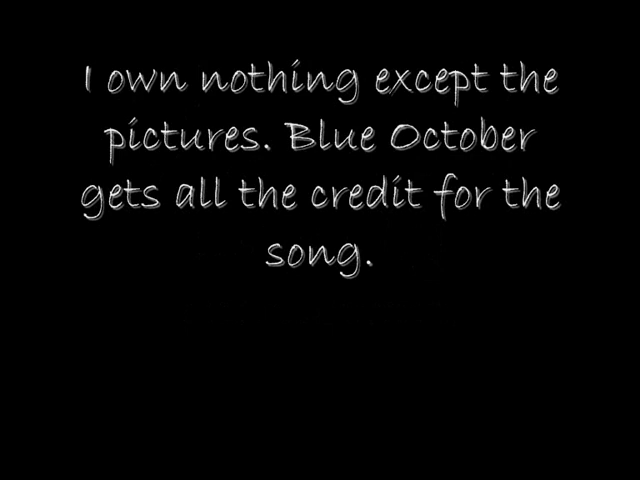 I own nothing except the
pictures. Blue October
gets all the credit for the
song.